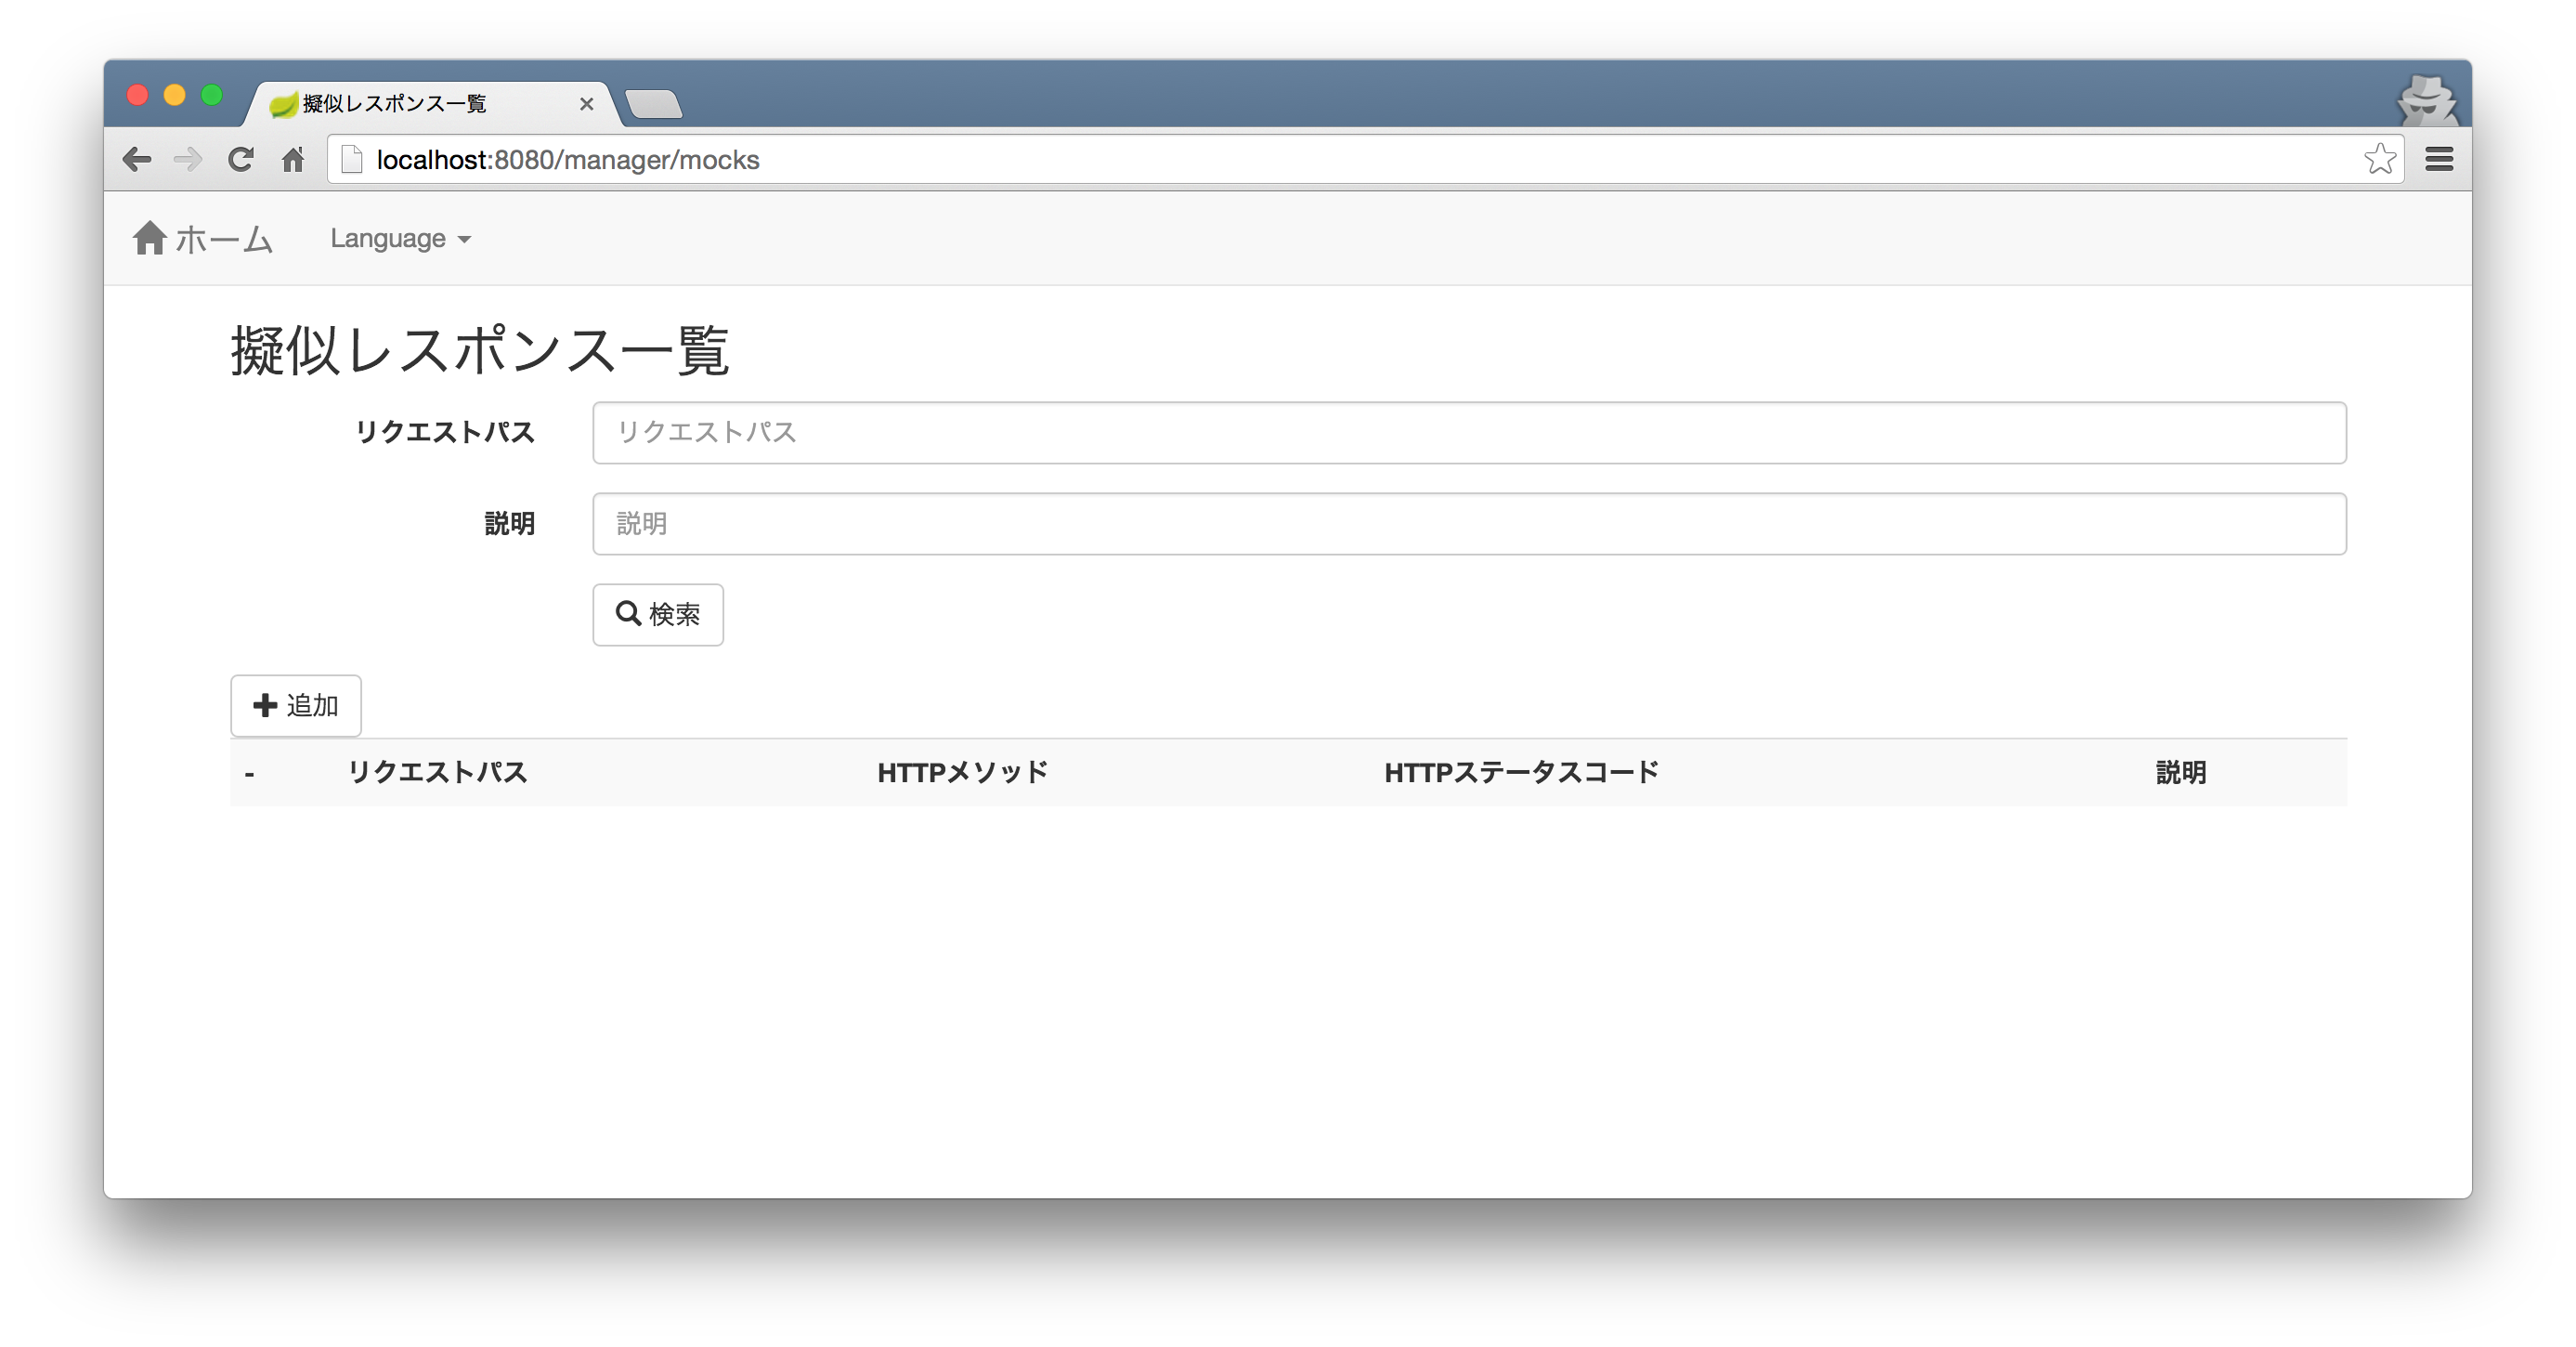 擬似レスポンス一覧
localhost:8080/manager/mocks
ホーム Language
擬似レスポンス一覧
リクエストパス リクエストパス
説明 説明
検索
追加
- リクエストパス HTTPメソッド HTTPステータスコード 説明